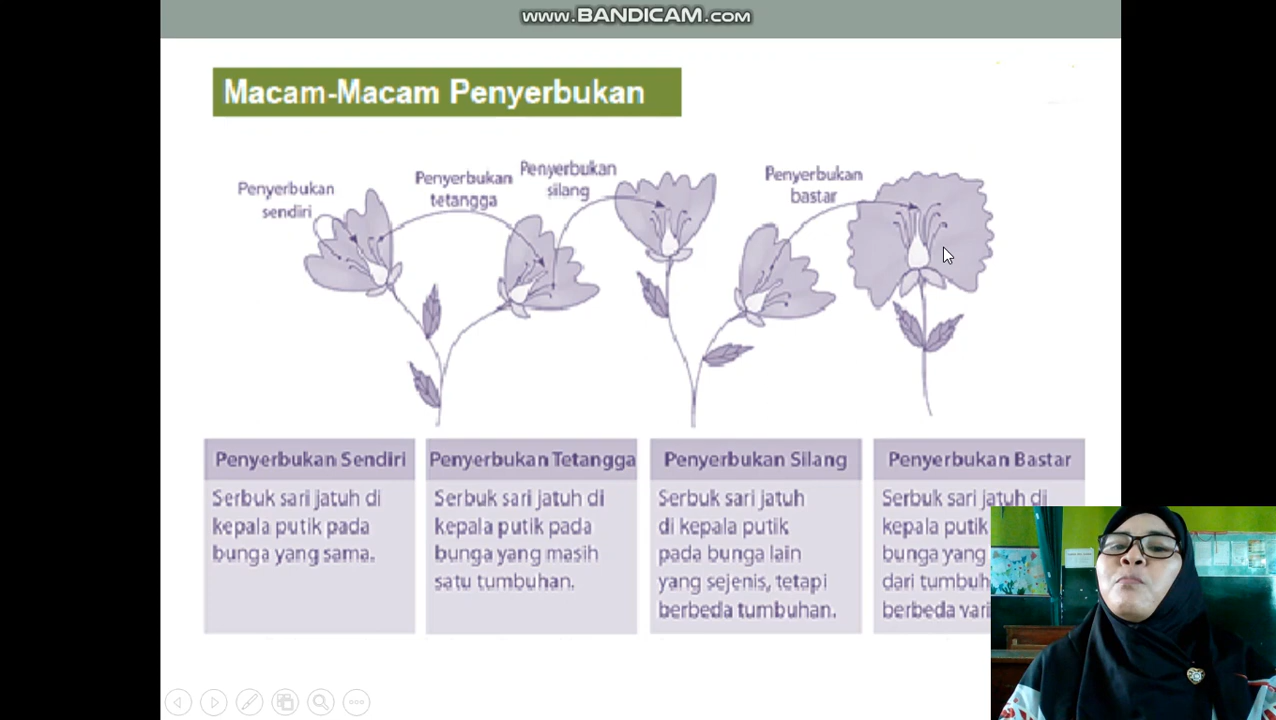 www.BANDICAM.com
Macam-Macam Penyerbukan
Penyerbukan
sendiri
Penyerbukan
tetangga
Penyerbukan
silang
Penyerbukan
bastar
Penyerbukan Sendiri
Serbuk sari jatuh di
kepala putik pada
bunga yang sama.
Penyerbukan Tetangga
Serbuk sari jatuh di
kepala putik pada
bunga yang masih
satu tumbuhan.
Penyerbukan Silang
Serbuk sari jatuh
di kepala putik
pada bunga lain
yang sejenis, tetapi
berbeda tumbuhan.
Penyerbukan Bastar
Serbuk sari jatuh di
kepala putik
bunga yang
dari
berbeda